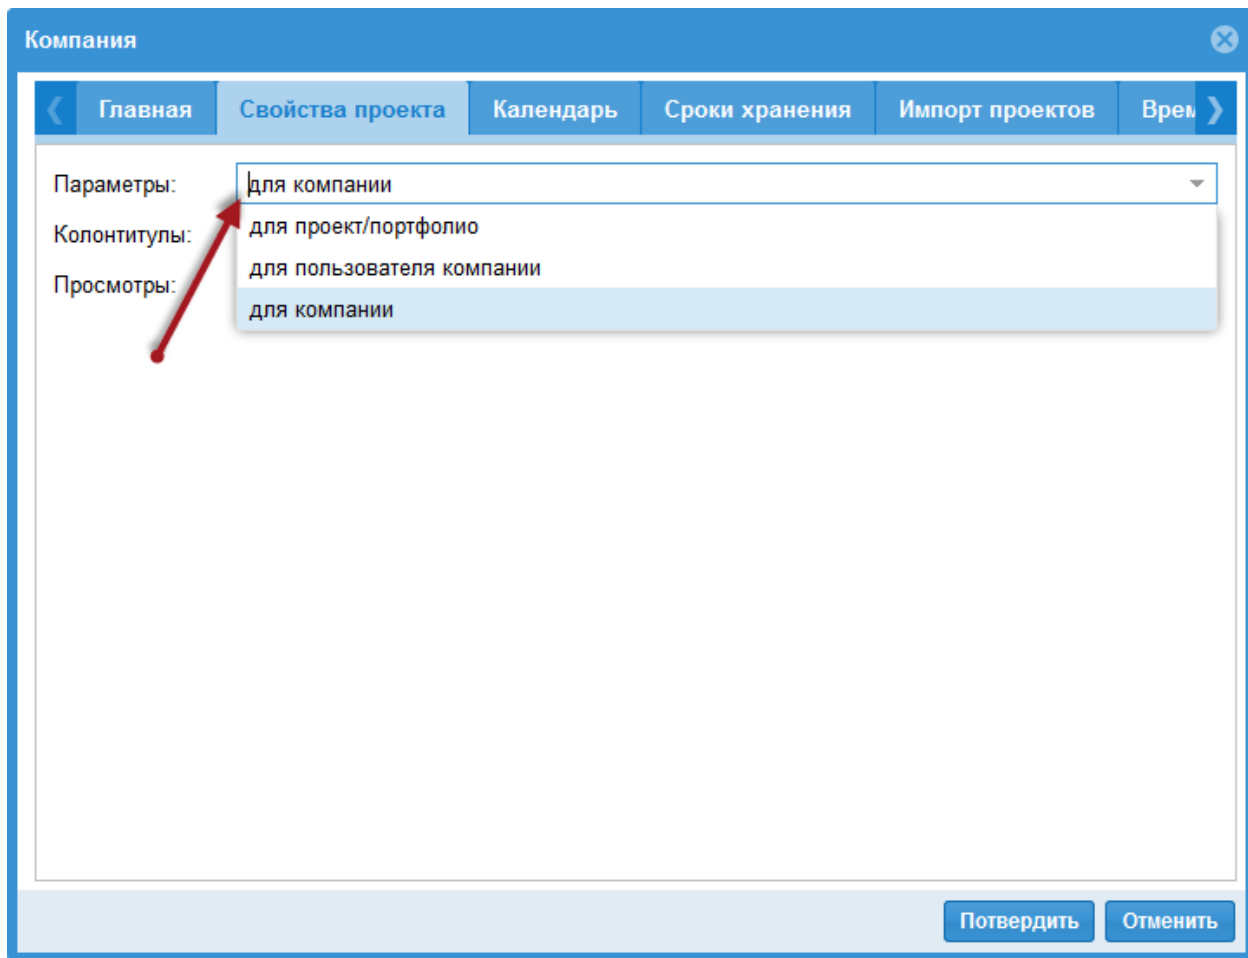 Компания
Главная
Свойства проекта
Календарь
Сроки хранения
Импорт проектов
Параметры:
для компании
Колонтитулы:
для проект/портфолио
для пользователя компании
Просмотры:
для компании
Потвердить
Отменить